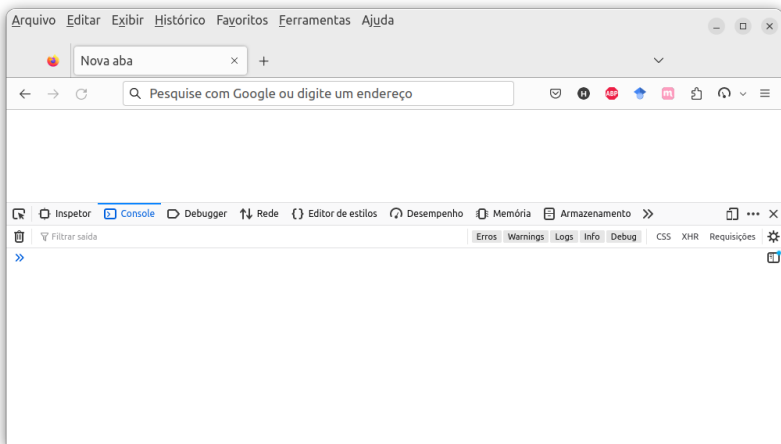 Arquivo Editar Exibir Histórico Favoritos Ferramentas Ajuda
Nova aba
Pesquise com Google ou digite um endereço
H ABP m
Inspetor Console Debugger Rede {} Editor de estilos Desempenho Memória Armazenamento
Filtrar saída Erros Warnings Logs Info Debug CSS XHR Requisições